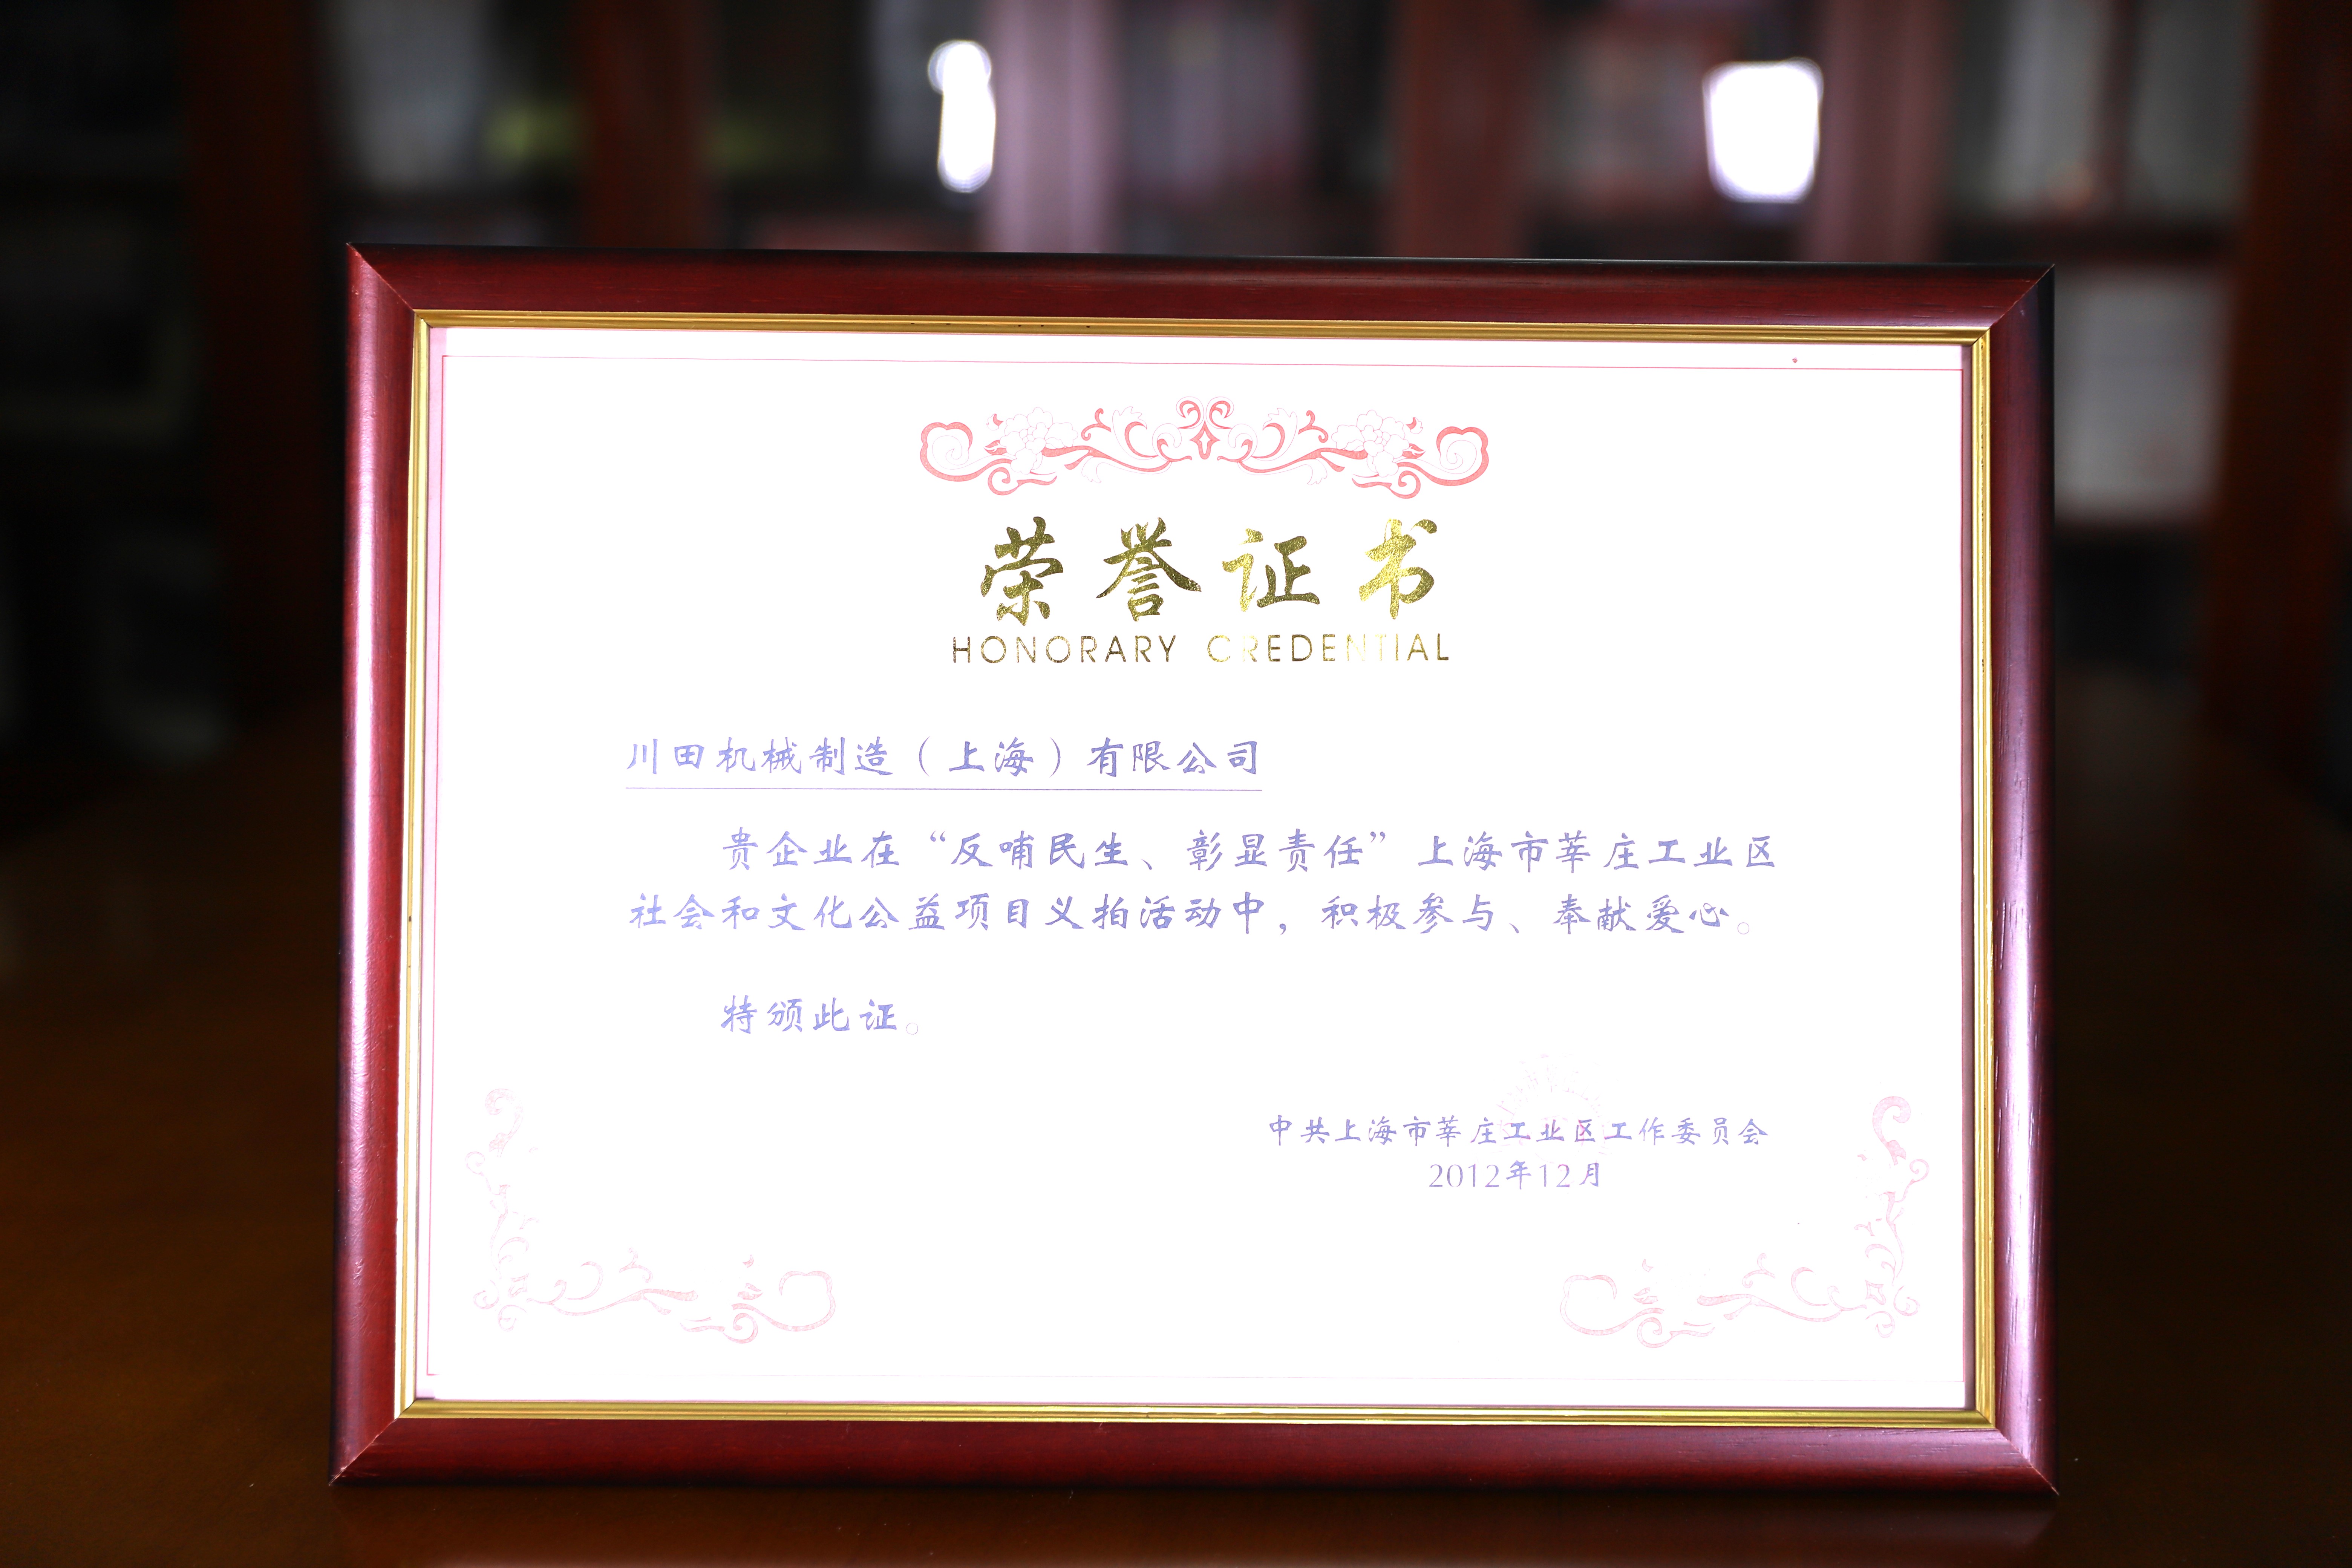 荣誉证书
HONORARY CREDENTIAL
川田机械制造（上海）有限公司
贵企业在“反哺民生、彰显责任”上海市莘庄工业区
社会和文化公益项目义拍活动中，积极参与、奉献爱心。
特颁此证。
中共上海市莘庄工业区工作委员会
2012年12月